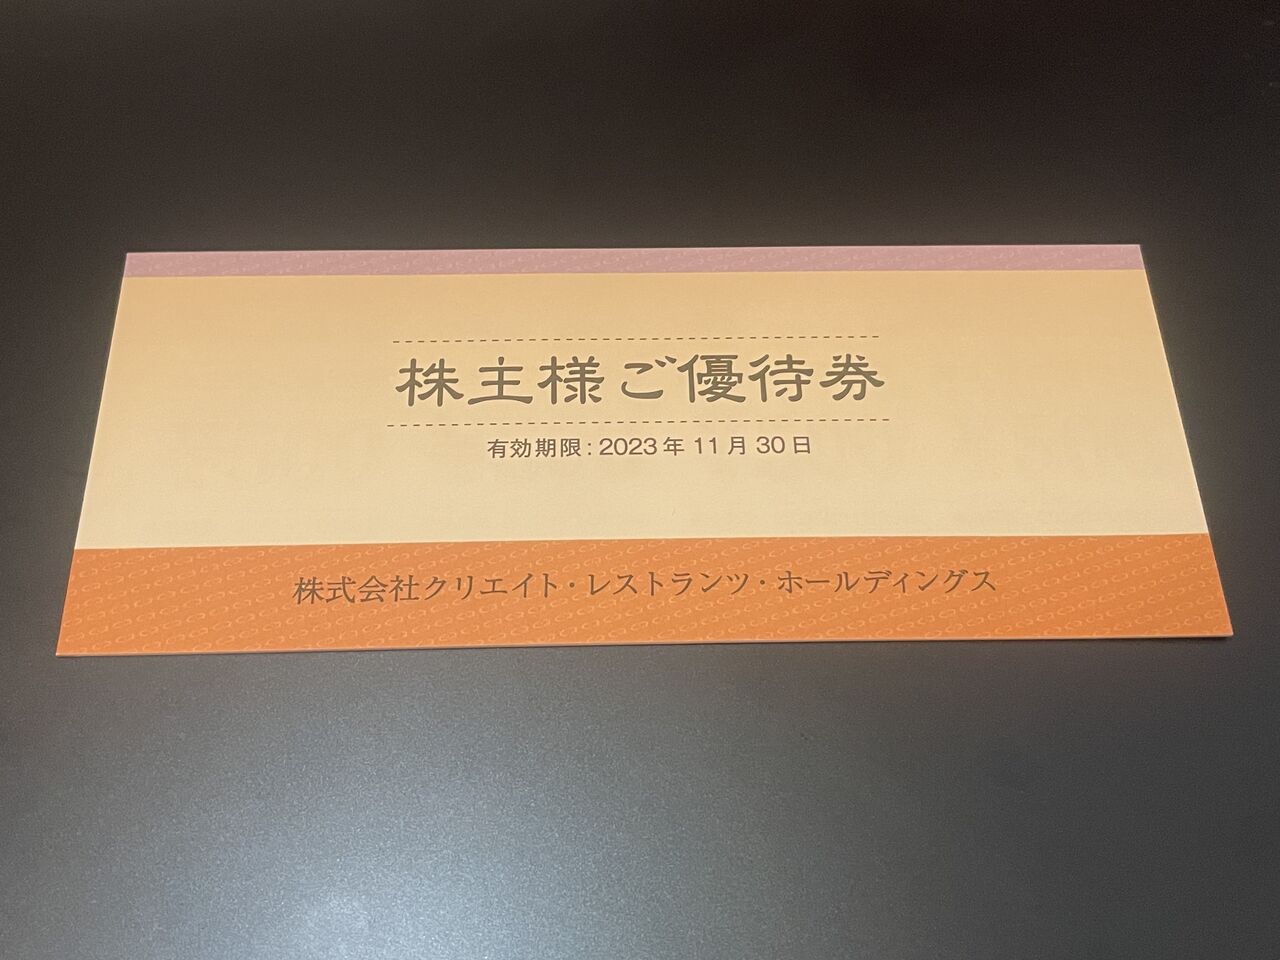 株主様ご優待券
有効期限:2023年11月30日
株式会社クリエイト・レストランツ・ホールディングス